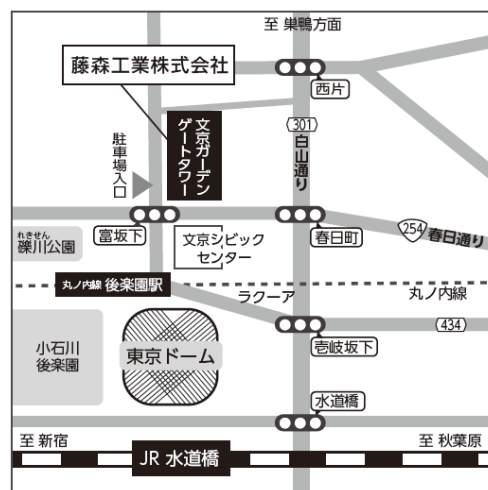 至 巣鴨方面
藤森工業株式会社
西片
301
白山通り
文京ガーデン
ゲートタワー
駐車場入口
れきせん
礫川公園
富坂下
文京シビック
センター
春日町
254
春日通り
丸ノ内線 後楽園駅
ラクーア
丸ノ内線
434
小石川
後楽園
東京ドーム
壱岐坂下
水道橋
至 新宿
JR 水道橋
至 秋葉原